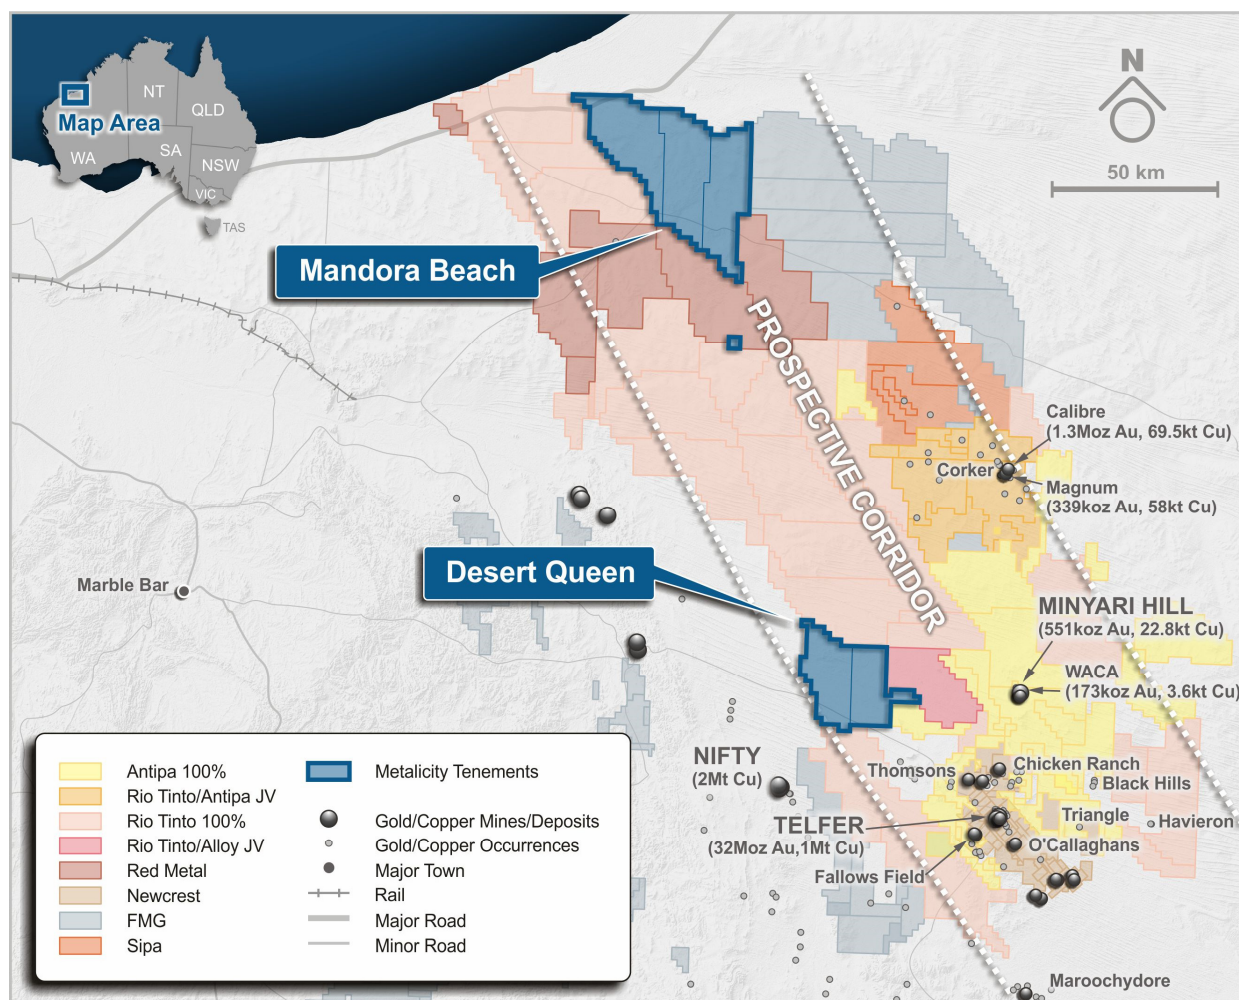 NT
QLD
Map Area
WA
SA
NSW
VIC
TAS
N
50 km
Mandora Beach
PROSPECTIVE CORRIDOR
Calibre
(1.3Moz Au, 69.5kt Cu)
Corker
Magnum
(339koz Au, 58kt Cu)
Desert Queen
Marble Bar
MINYARI HILL
(551koz Au, 22.8kt Cu)
WACA
(173koz Au, 3.6kt Cu)
NIFTY
(2Mt Cu)
Thomsons
Chicken Ranch
Black Hills
TELFER
(32Moz Au,1Mt Cu)
Triangle
Havieron
O'Callaghans
Fallows Field
Maroochydore
Antipa 100%
Rio Tinto/Antipa JV
Rio Tinto 100%
Rio Tinto/Alloy JV
Red Metal
Newcrest
FMG
Sipa
Metalicity Tenements
Gold/Copper Mines/Deposits
Gold/Copper Occurrences
Major Town
Rail
Major Road
Minor Road